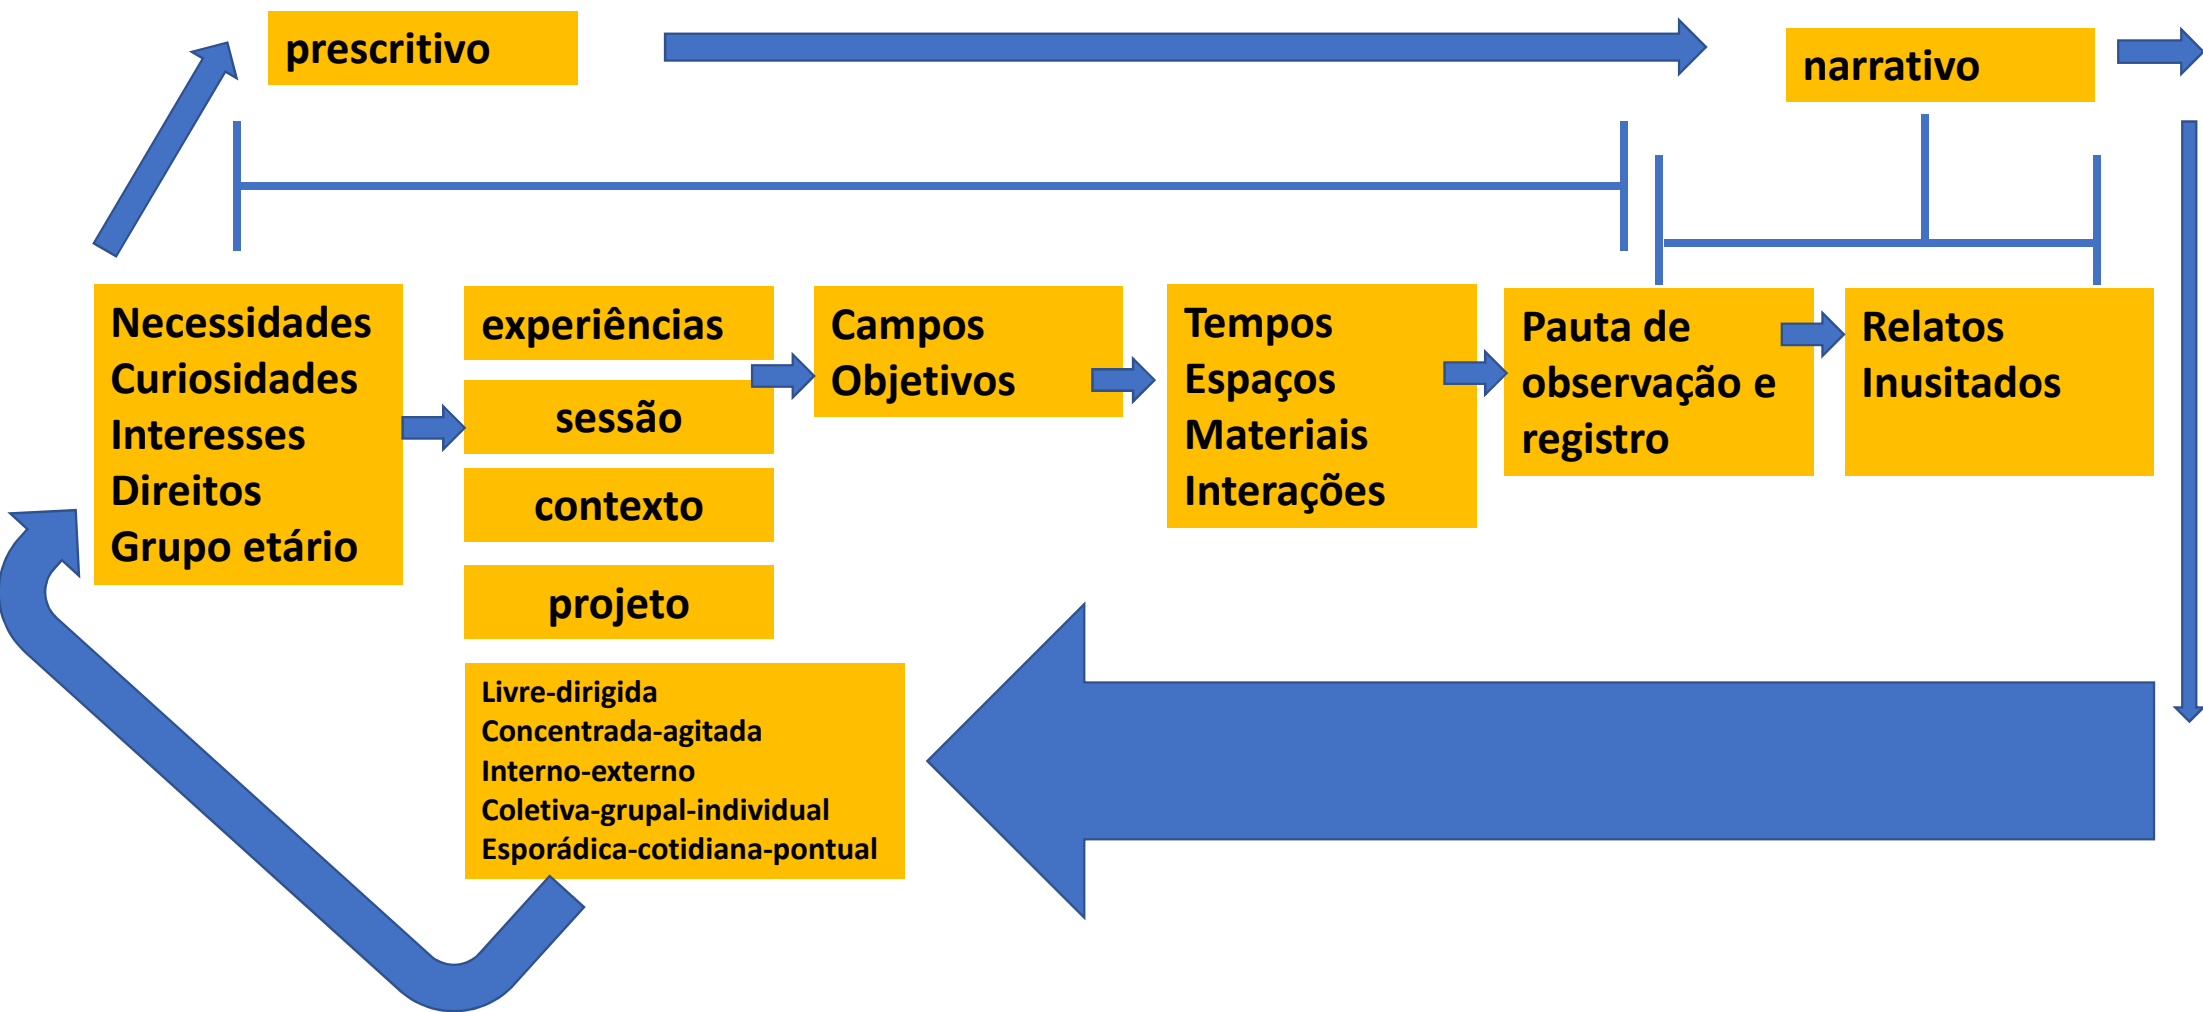 prescritivo
narrativo
Necessidades
Curiosidades
Interesses
Direitos
Grupo etário
experiências
sessão
contexto
projeto
Livre-dirigida
Concentrada-agitada
Interno-externo
Coletiva-grupal-individual
Esporádica-cotidiana-pontual
Campos
Objetivos
Tempos
Espaços
Materiais
Interações
Pauta de
observação e
registro
Relatos
Inusitados